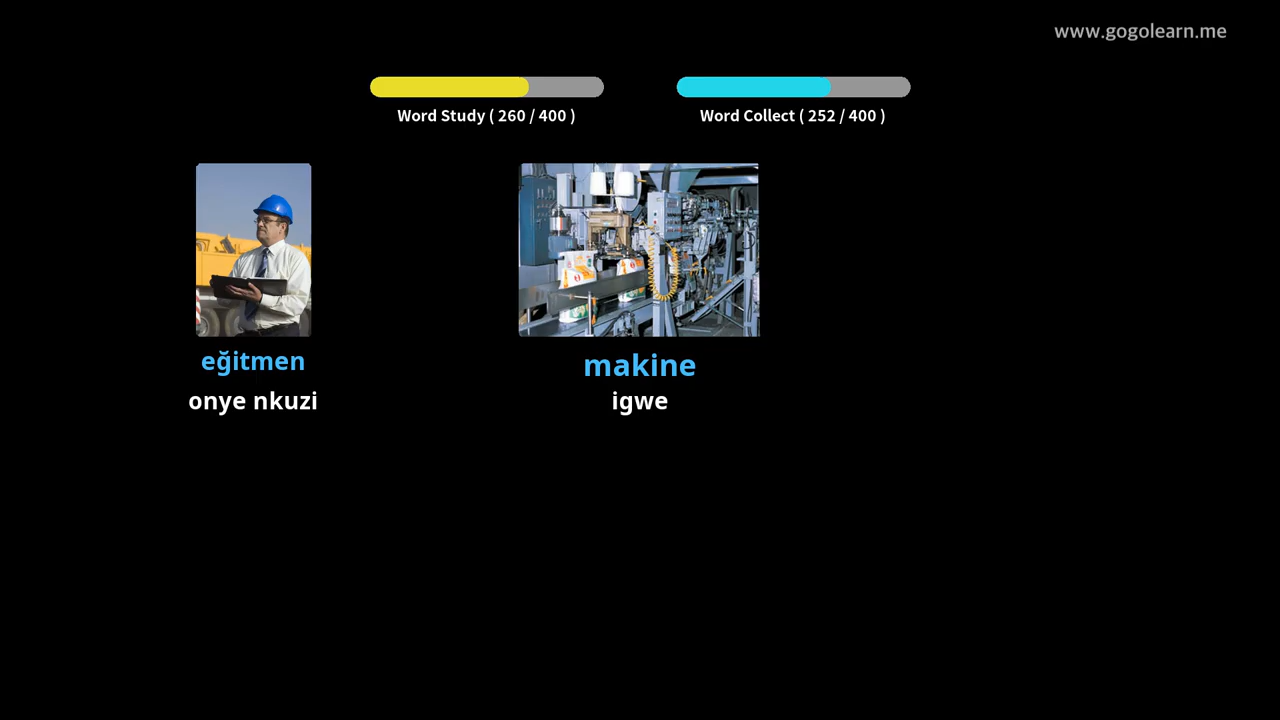 www.gogolearn.me
Word Study ( 260 / 400 )
Word Collect ( 252 / 400 )
eğitmen
onye nkuzi
makine
igwe